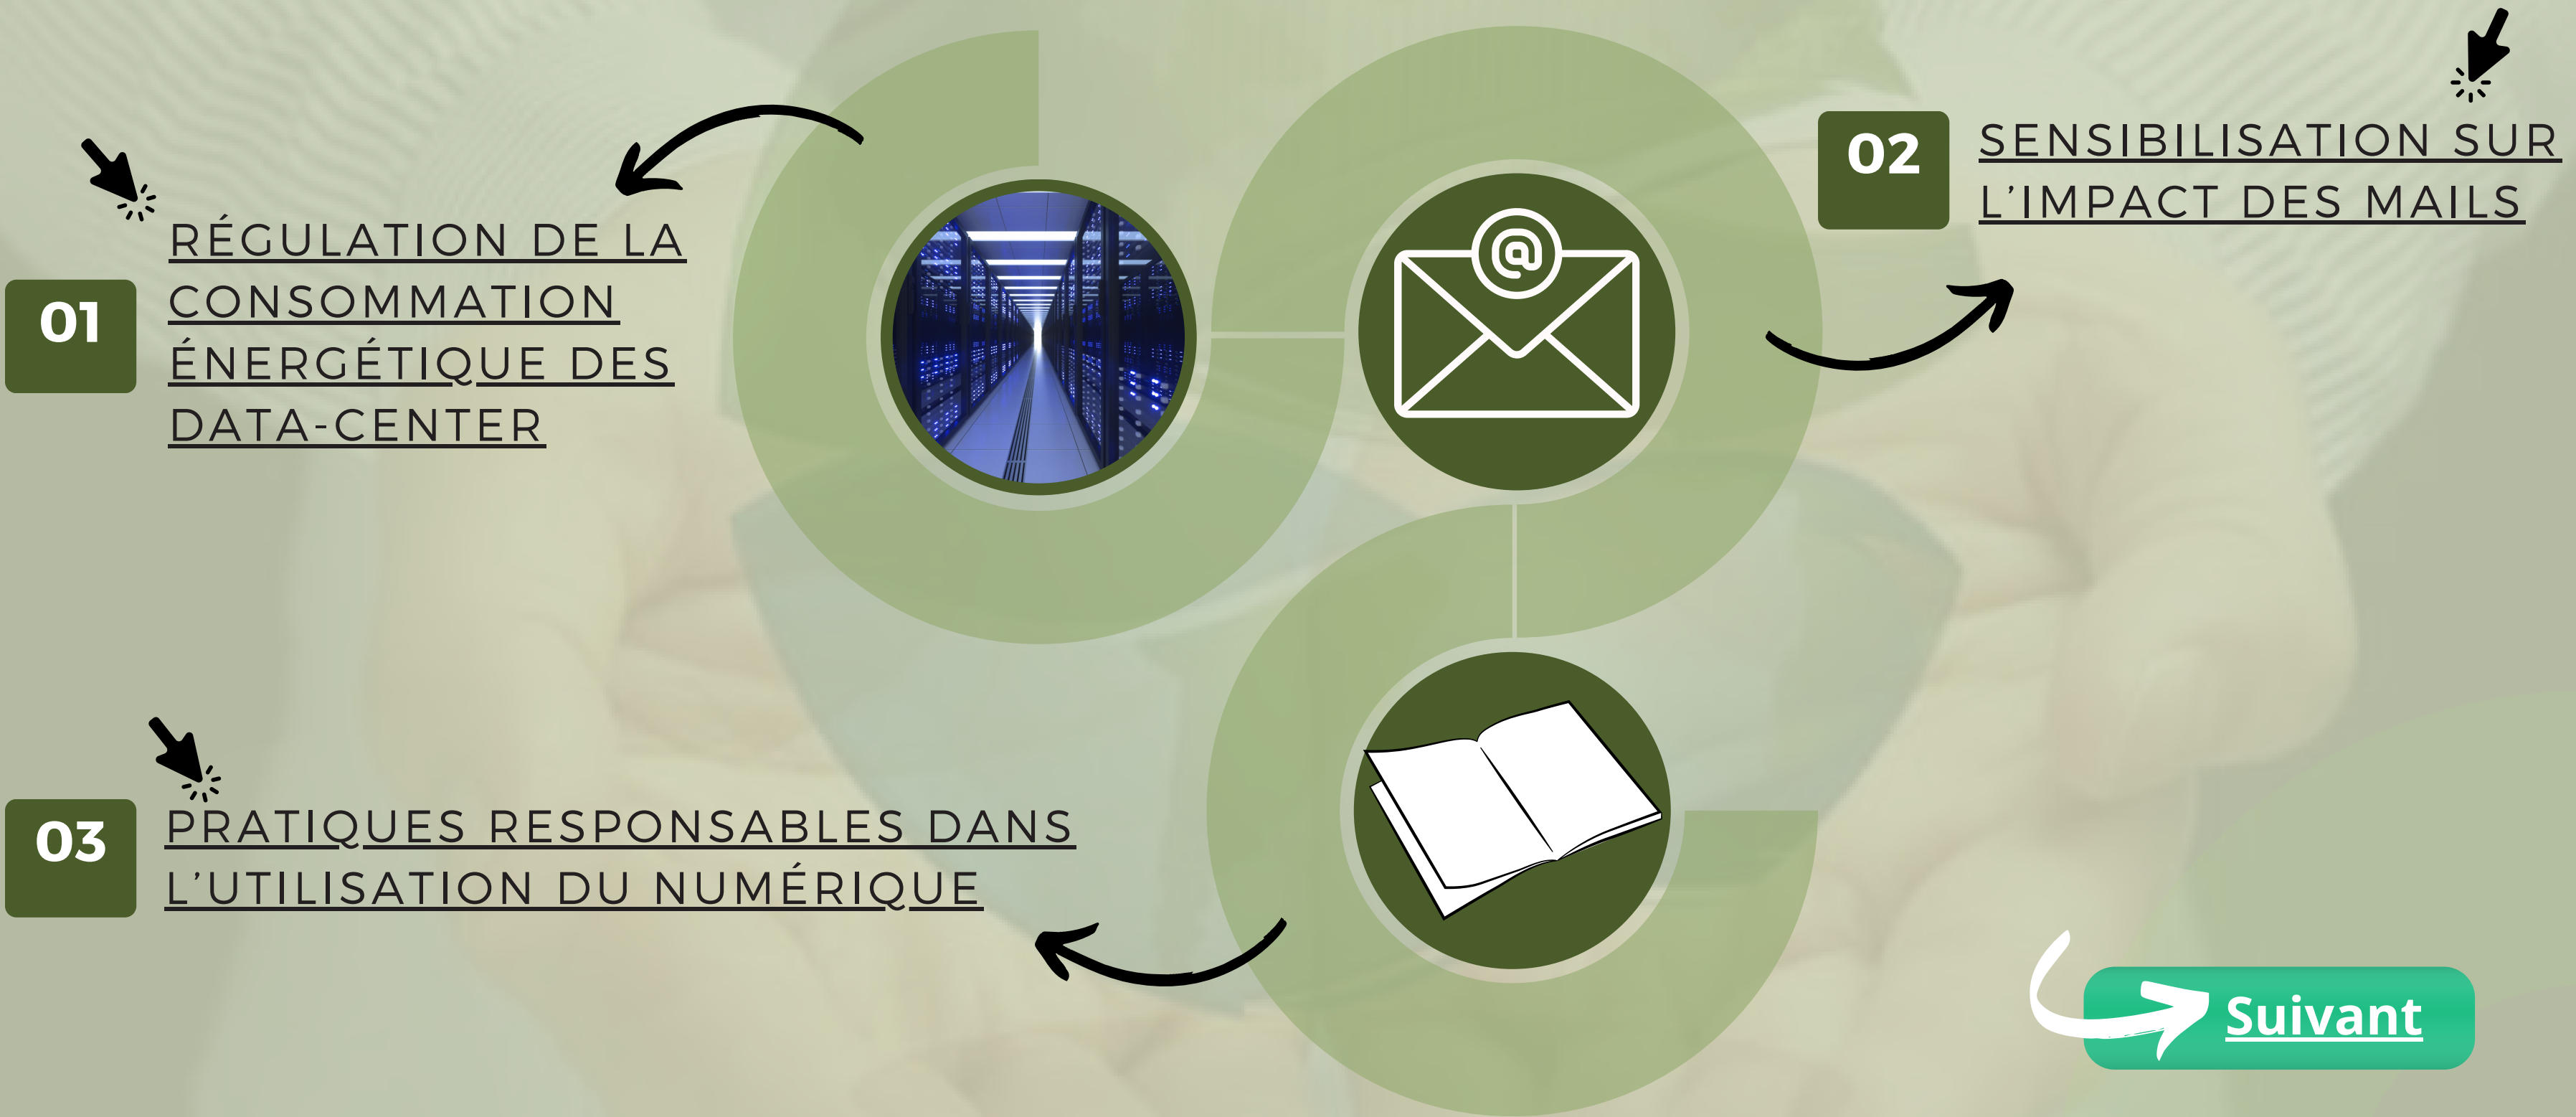 01
RÉGULATION DE LA
CONSOMMATION
ÉNERGÉTIQUE DES
DATA-CENTER
@
02
SENSIBILISATION SUR
L'IMPACT DES MAILS
03
PRATIQUES RESPONSABLES DANS
L'UTILISATION DU NUMÉRIQUE
Suivant